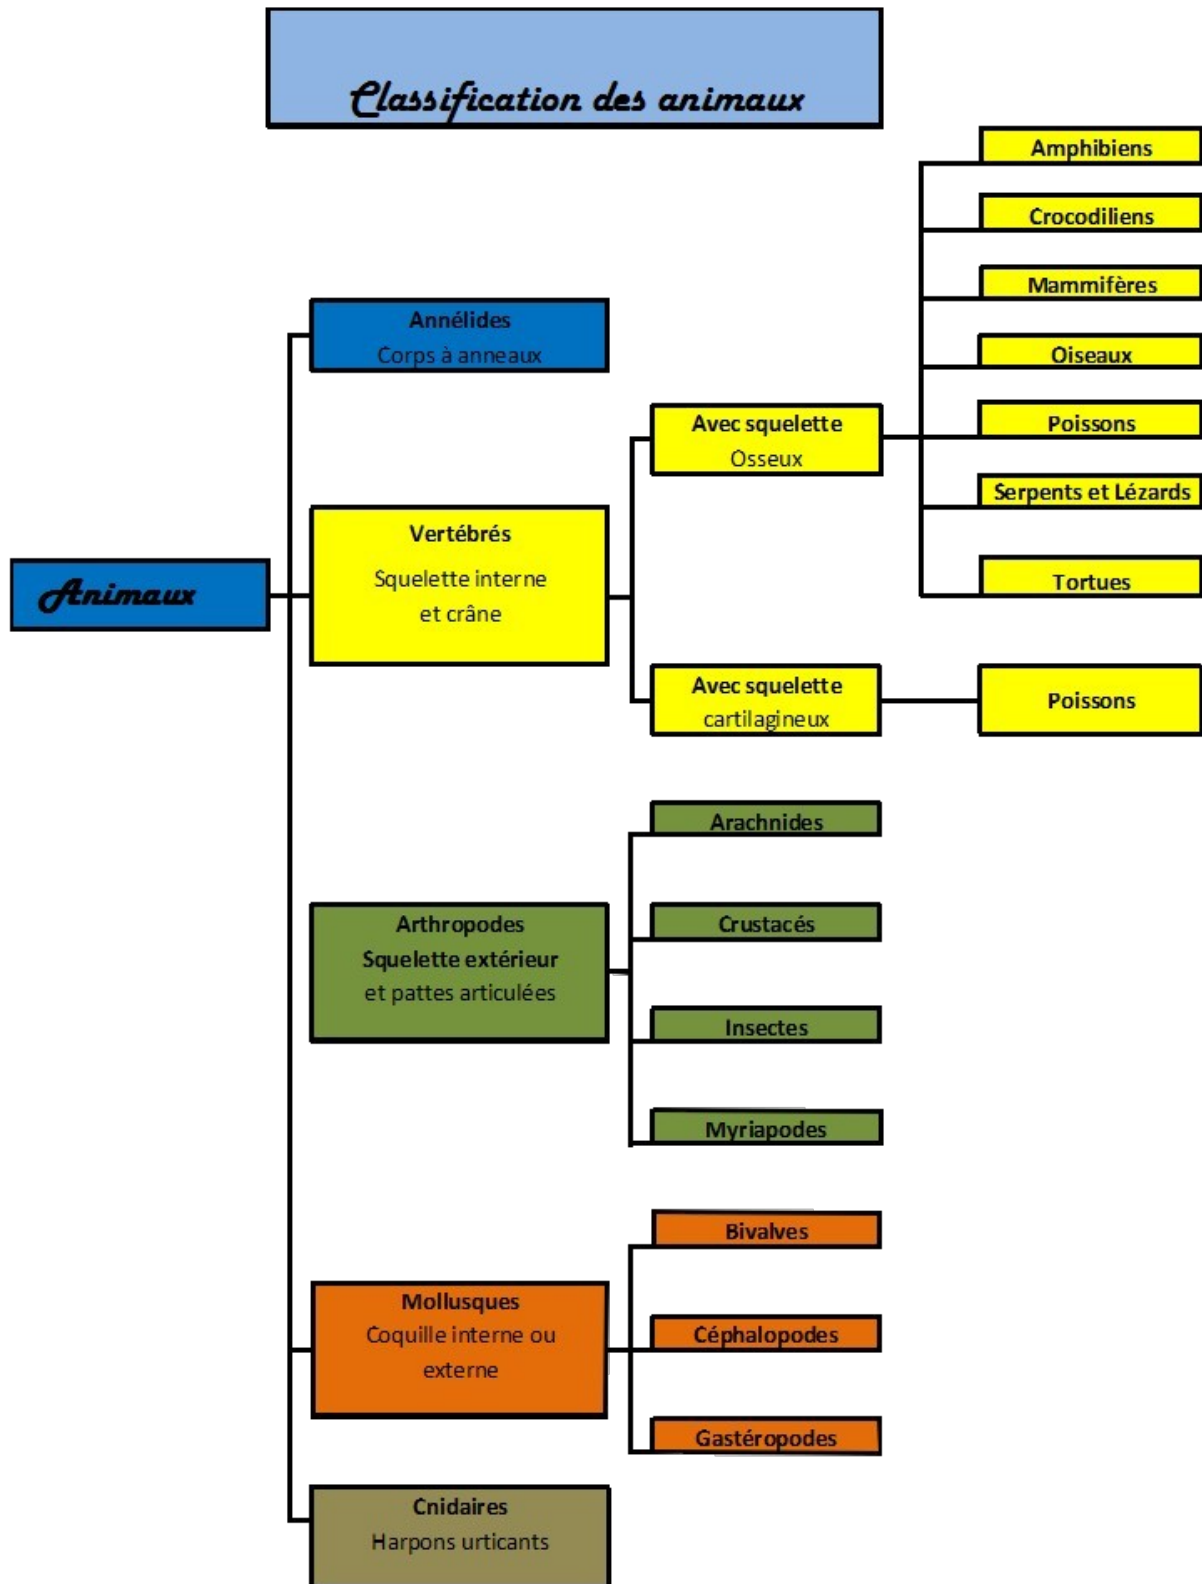 Classification des animaux
Animaux
Annélides
Corps à anneaux
Vertébrés
Squelette interne
et crâne
Avec squelette
Osseux
Amphibiens
Crocodiliens
Mammifères
Oiseaux
Poissons
Serpents et Lézards
Tortues
Avec squelette
cartilagineux
Poissons
Arthropodes
Squelette extérieur
et pattes articulées
Arachnides
Crustacés
Insectes
Myriapodes
Mollusques
Coquille interne ou
externe
Bivalves
Céphalopodes
Gastéropodes
Cnidaires
Harpons urticants